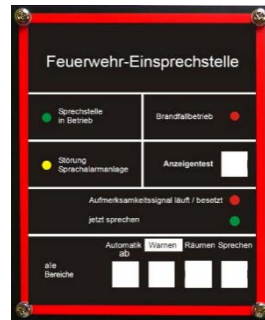 Feuerwehr-Einsprechstelle
Sprechstelle
in Betrieb
Brandfallbetrieb
Störung
Sprachalarmanlage
Anzeigentest
Aufmerksamkeitssignal läuft / besetzt
jetzt sprechen
Automatik Warnen Räumen Sprechen
ab
alle
Bereiche